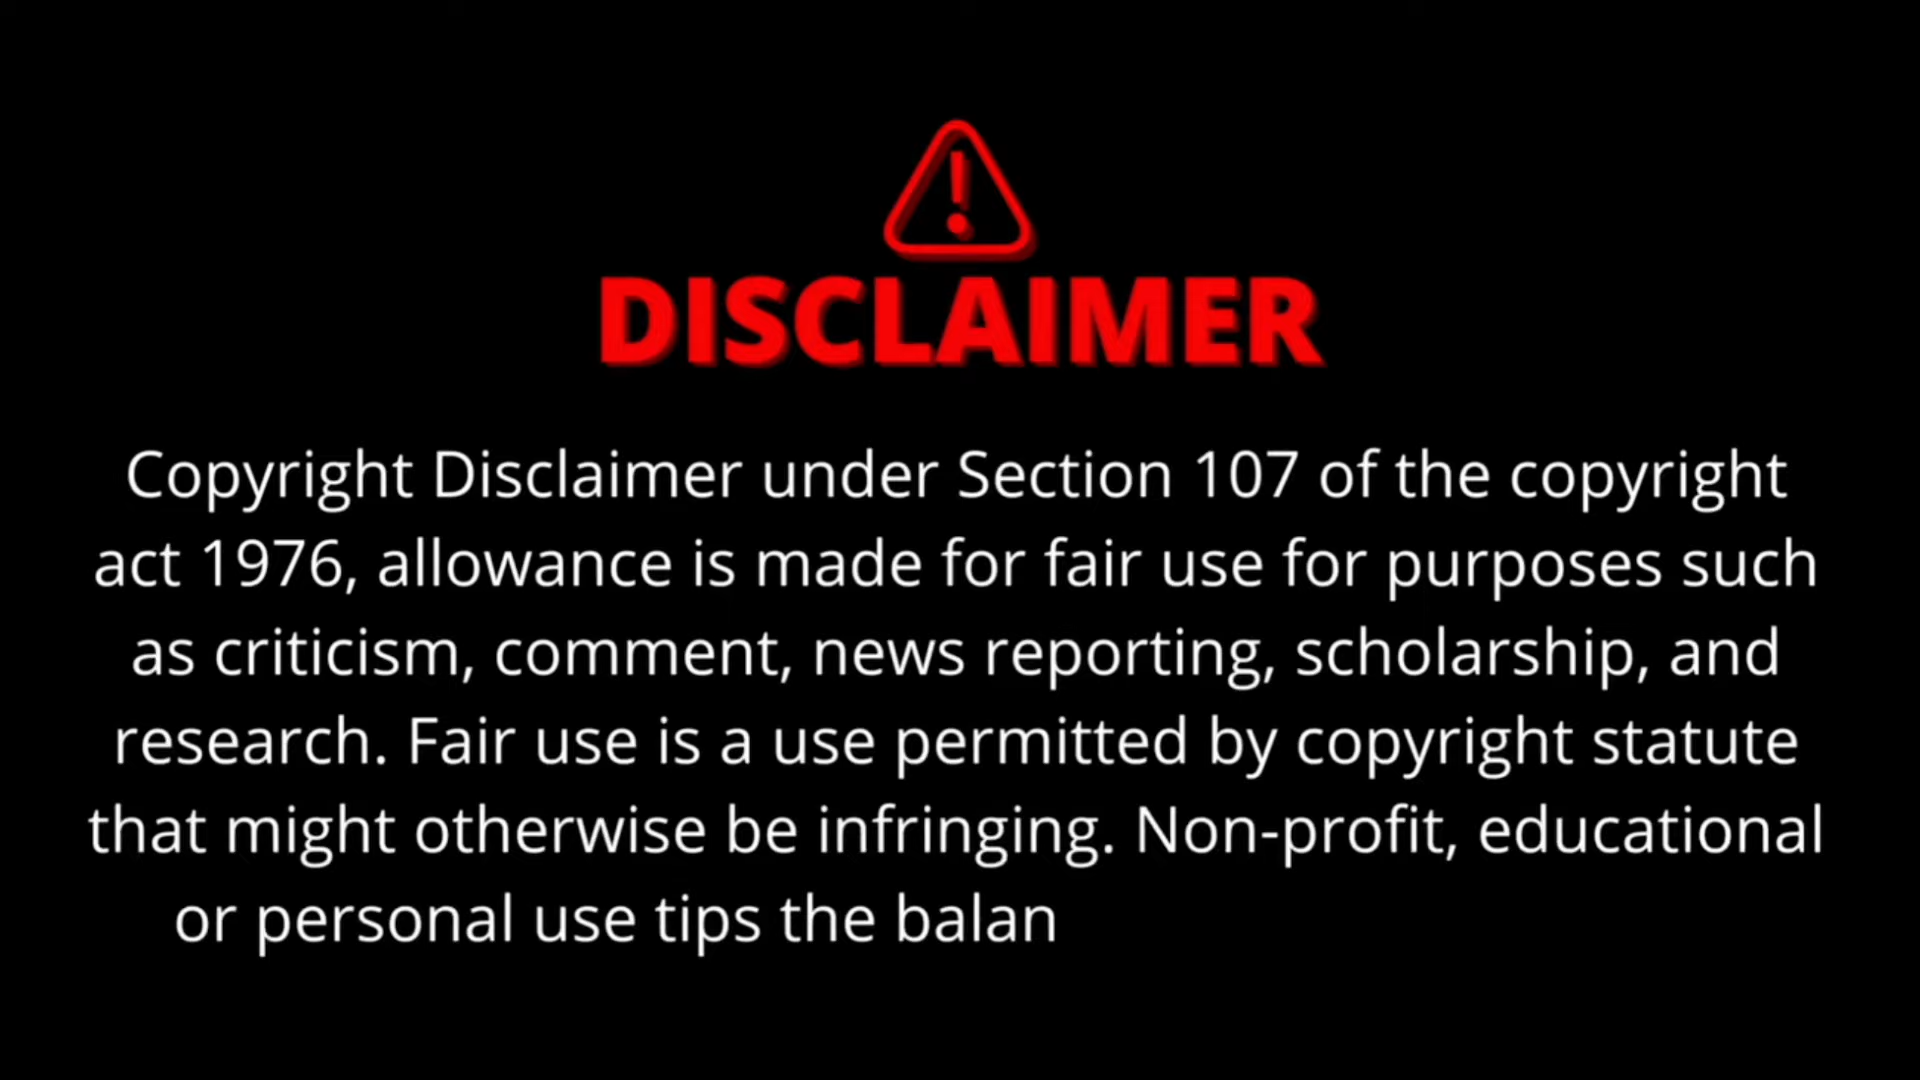 DISCLAIMER
Copyright Disclaimer under Section 107 of the copyright
act 1976, allowance is made for fair use for purposes such
as criticism, comment, news reporting, scholarship, and
research. Fair use is a use permitted by copyright statute
that might otherwise be infringing. Non-profit, educational
or personal use tips the balan